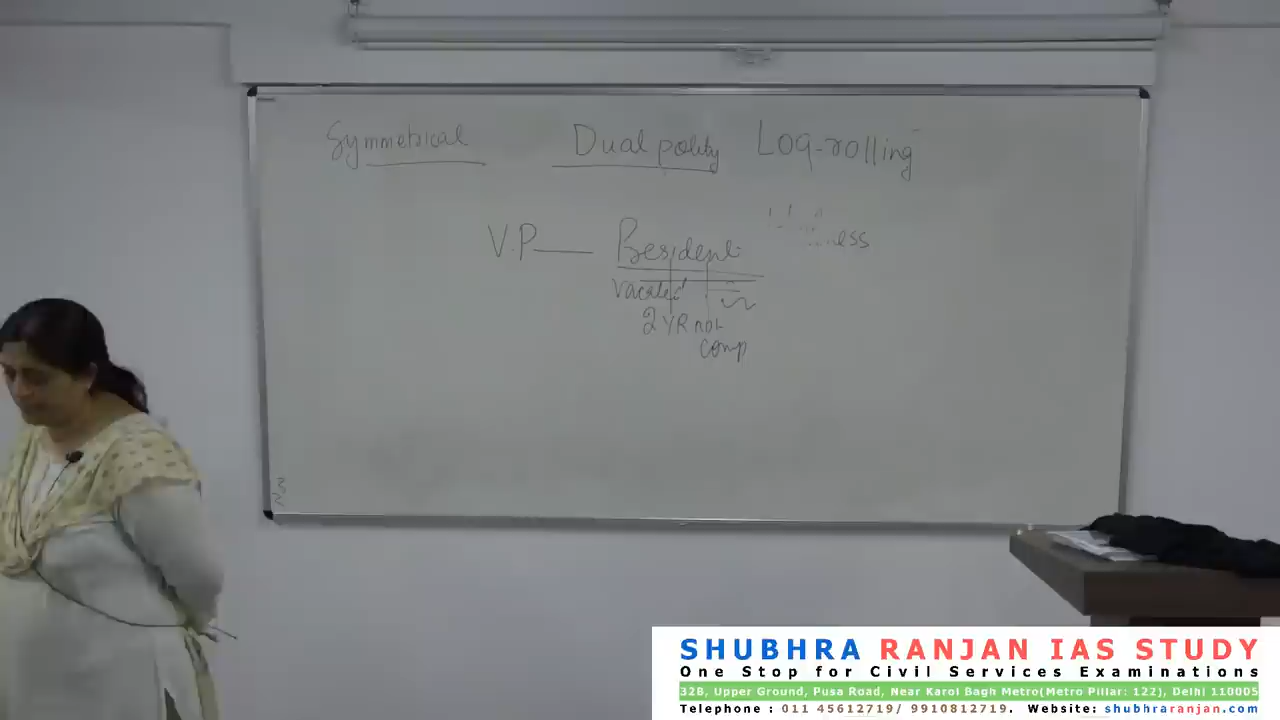 Symmetrical Dual polity Log-rolling
V.P — President
vacated
2 YR not
comp
SHUBHRA RANJAN IAS STUDY
One Stop for Civil Services Examinations
32B, Upper Ground, Pusa Road, Near Karol Bagh Metro(Metro Pillar: 122), Delhi 110005
Telephone : 011 45612719/ 9910812719. Website: shubhraranjan.com